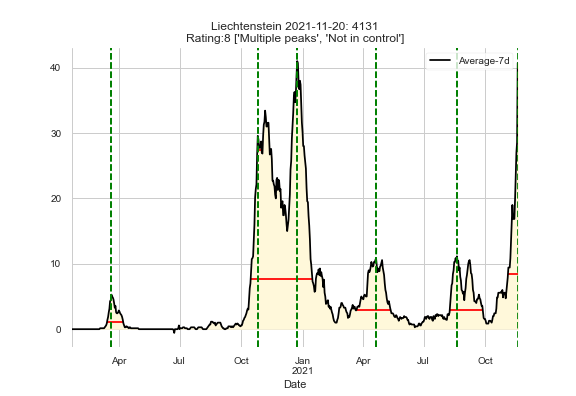 Liechtenstein 2021-11-20: 4131
Rating:8 ['Multiple peaks', 'Not in control']
Average-7d
40
30
20
10
0
Apr Jul Oct Jan Apr Jul Oct
2021
Date